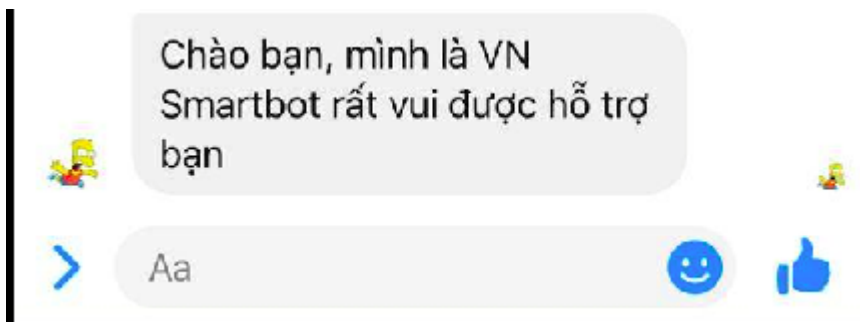 Chào bạn, mình là VN
Smartbot rất vui được hỗ trợ
bạn
Aa